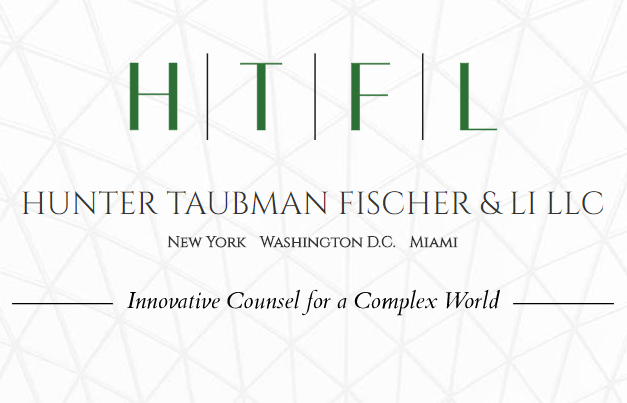 H|T|F|L
HUNTER TAUBMAN FISCHER & LI LLC
NEW YORK WASHINGTON D.C. MIAMI
Innovative Counsel for a Complex World